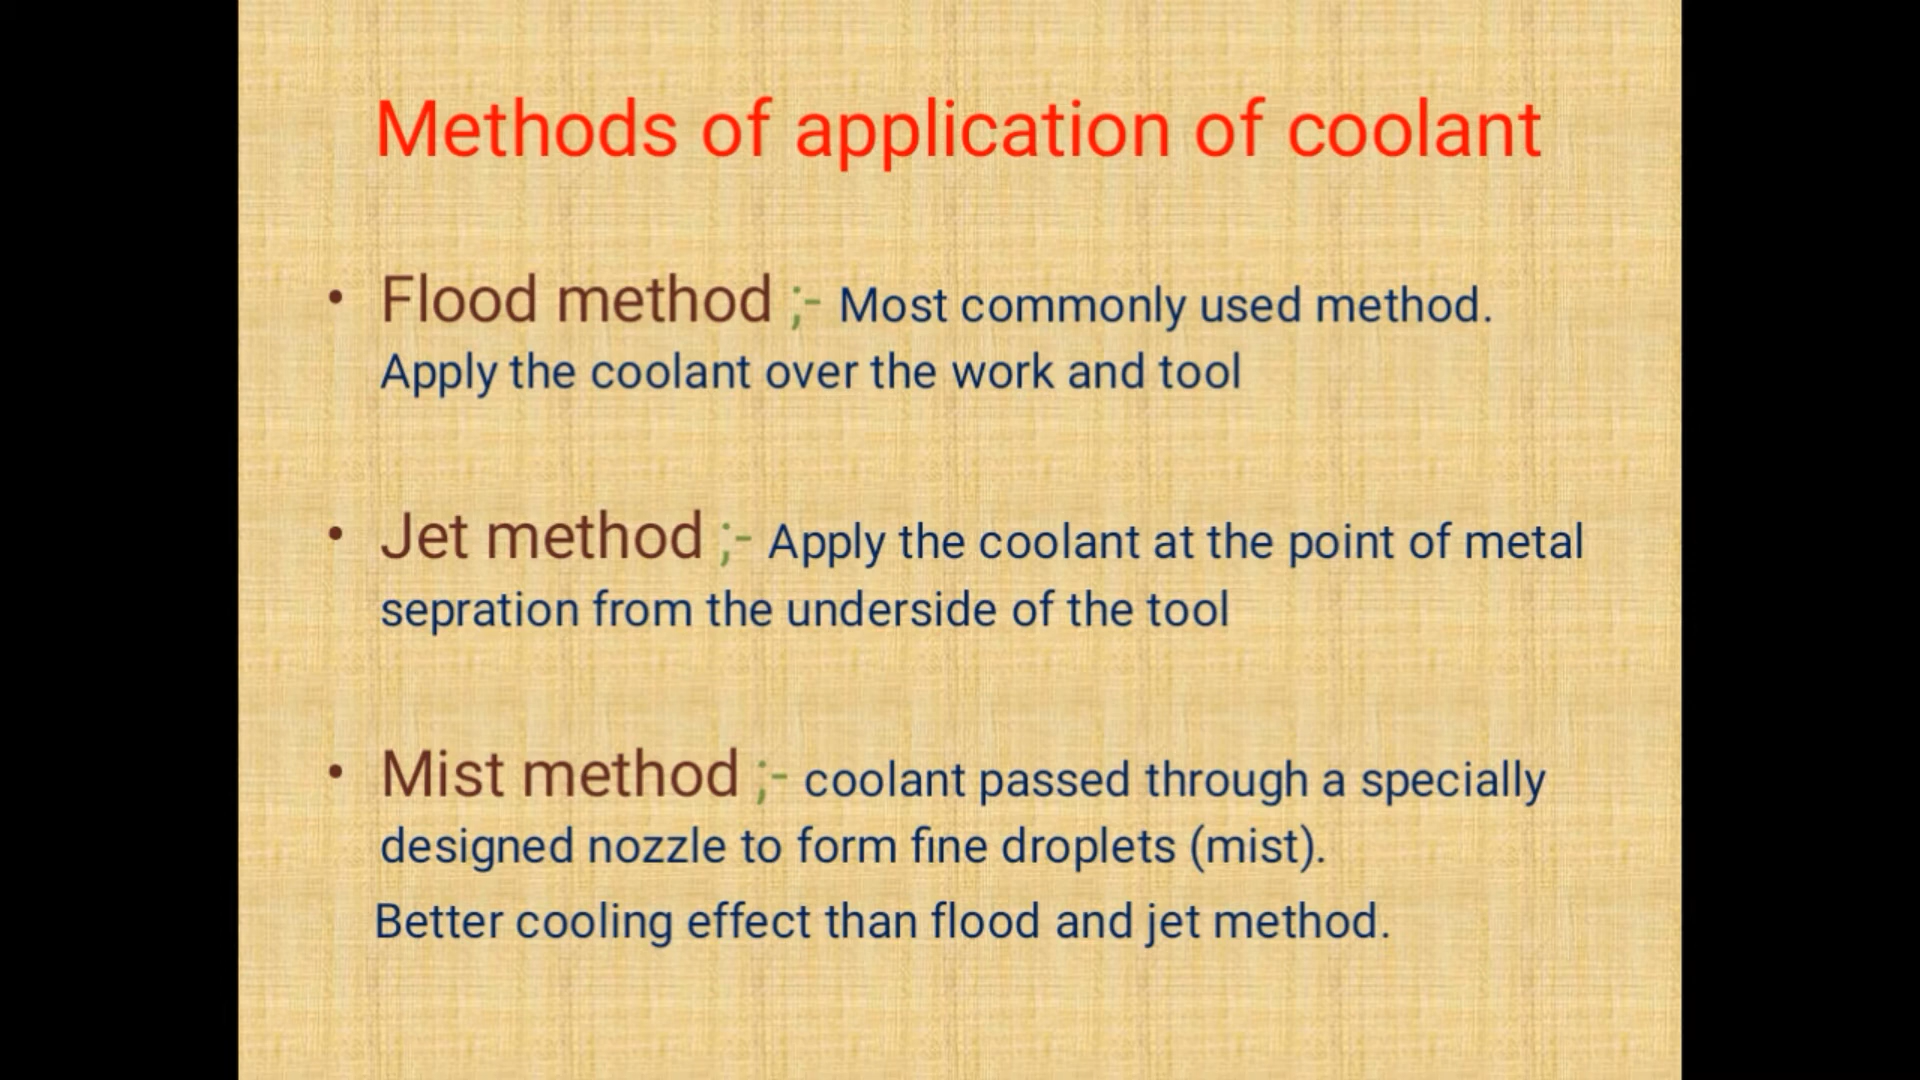 Methods of application of coolant
• Flood method ;- Most commonly used method.
Apply the coolant over the work and tool
• Jet method ;- Apply the coolant at the point of metal
sepration from the underside of the tool
• Mist method ;- coolant passed through a specially
designed nozzle to form fine droplets (mist).
Better cooling effect than flood and jet method.